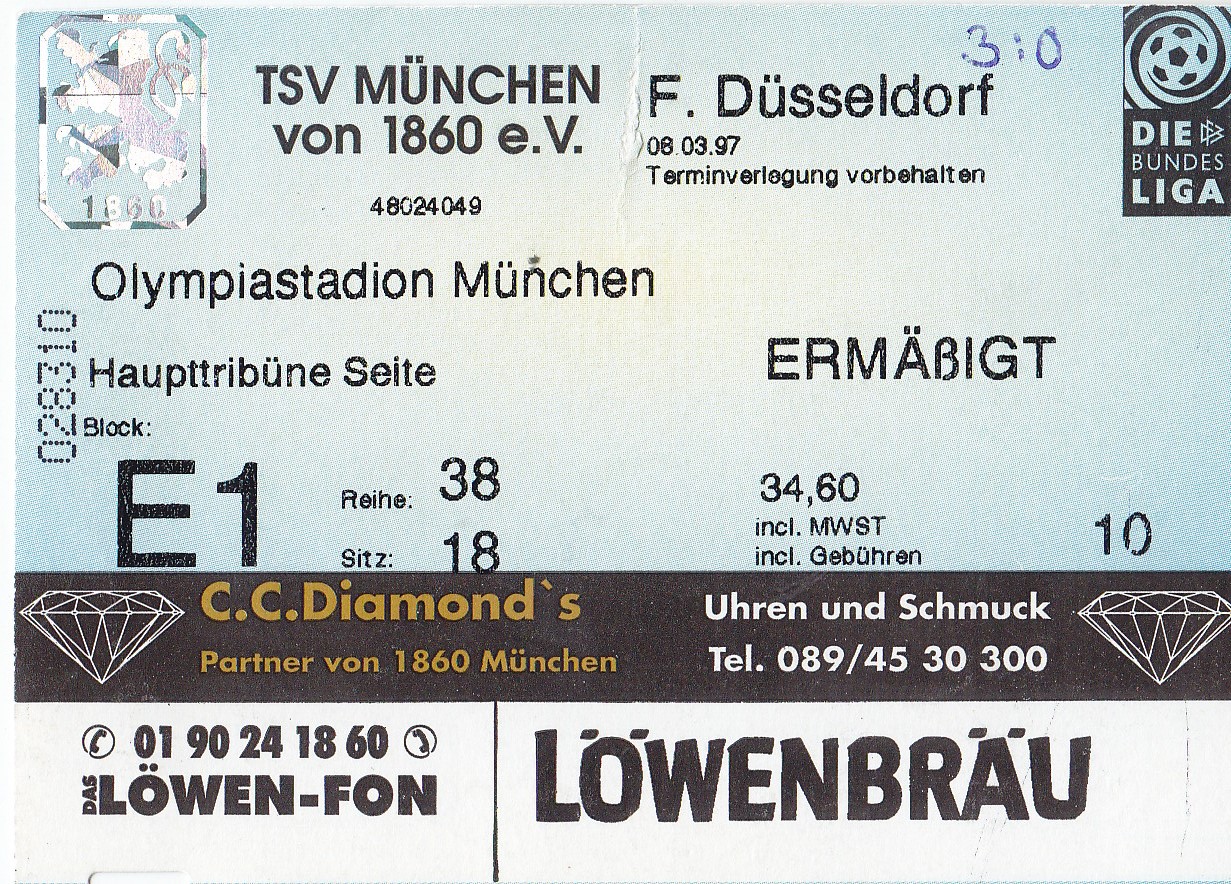 3:0
TSV MÜNCHEN
von 1860 e.V.
F. Düsseldorf
08.03.97
Terminverlegung vorbehalten
DIE
BUNDES
LIGA
1860
48024049
Olympiastadion München
028310
Haupttribüne Seite
ERMÄßIGT
Block:
E1
Reihe: 38
Sitz: 18
34,60
incl. MWST
incl. Gebühren
10
C.C.Diamond`s
Partner von 1860 München
Uhren und Schmuck
Tel. 089/45 30 300
01 90 24 18 60
DAS LÖWEN-FON
LÖWENBRÄU